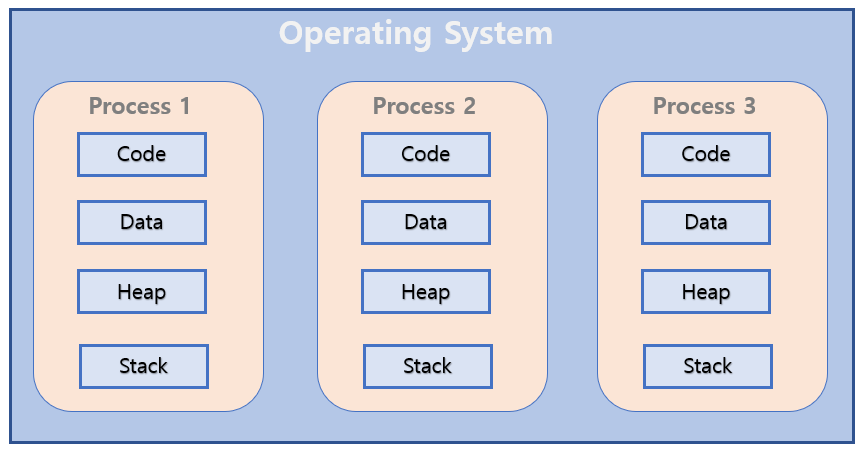 Operating System
Process 1
Code
Data
Heap
Stack
Process 2
Code
Data
Heap
Stack
Process 3
Code
Data
Heap
Stack